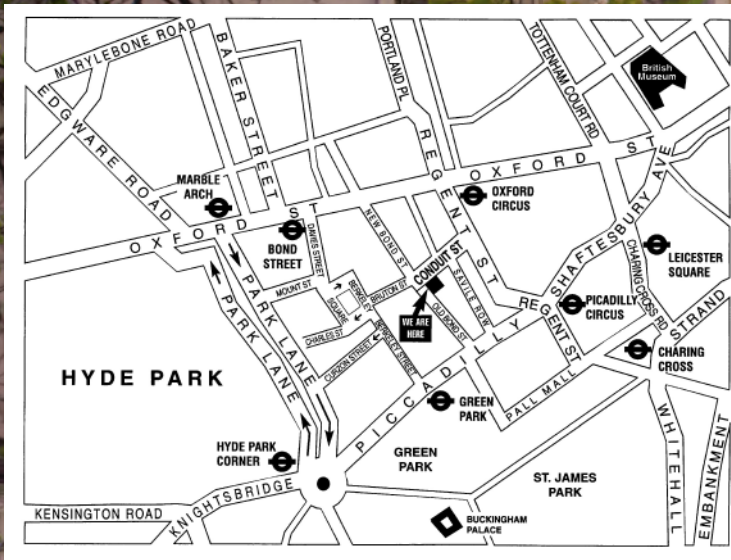 MARYLEBONE ROAD
BAKER STREET
PORTLAND PL
TOTTENHAM COURT RD
British
Museum
EDGWARE ROAD
REGENT ST
OXFORD ST
OXFORD ST
MARBLE
ARCH
OXFORD
CIRCUS
SHAFTESBURY AVE
BOND
STREET
DAVIES STREET
NEW BOND ST
CONDUIT ST
CHARING CROSS RD
LEICESTER
SQUARE
MOUNT ST
BERKELEY
SQUARE
BRUTON ST
SAVILE ROW
OLD BOND ST
REGENT ST
PICADILLY
CIRCUS
STRAND
WE ARE
HERE
CHARLES ST
BERKELEY STREET
CURZON STREET
PARK LANE
PARK LANE
PICCADILLY
CHARING
CROSS
HYDE PARK
PALL MALL
GREEN
PARK
WHITEHALL
EMBANKMENT
HYDE PARK
CORNER
GREEN
PARK
ST. JAMES
PARK
KENSINGTON ROAD
KNIGHTSBRIDGE
BUCKINGHAM
PALACE